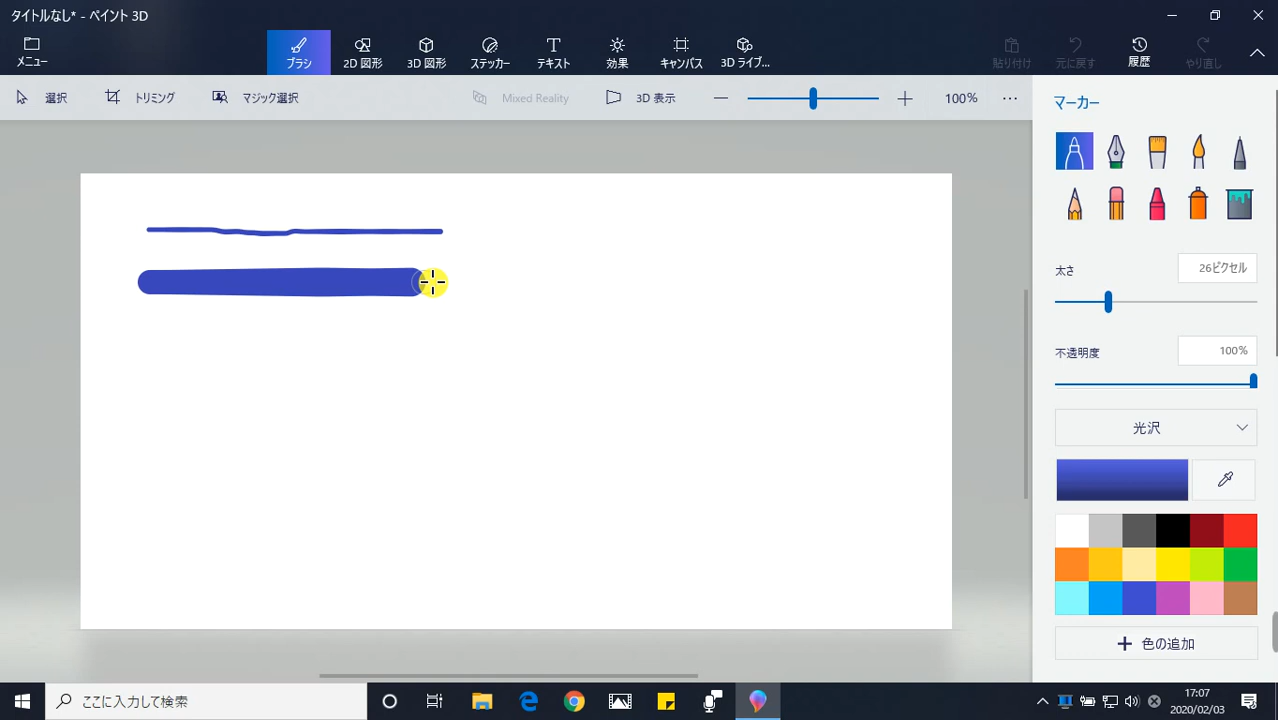 タイトルなし* - ペイント 3D
メニュー
ブラシ
2D 図形
3D 図形
ステッカー
テキスト
効果
キャンバス
3D ライブ...
貼り付け
元に戻す
履歴
やり直し
選択
トリミング
マジック選択
Mixed Reality
3D 表示
100%
マーカー
太さ
26ピクセル
不透明度
100%
光沢
色の追加
ここに入力して検索
17:07
2020/02/03